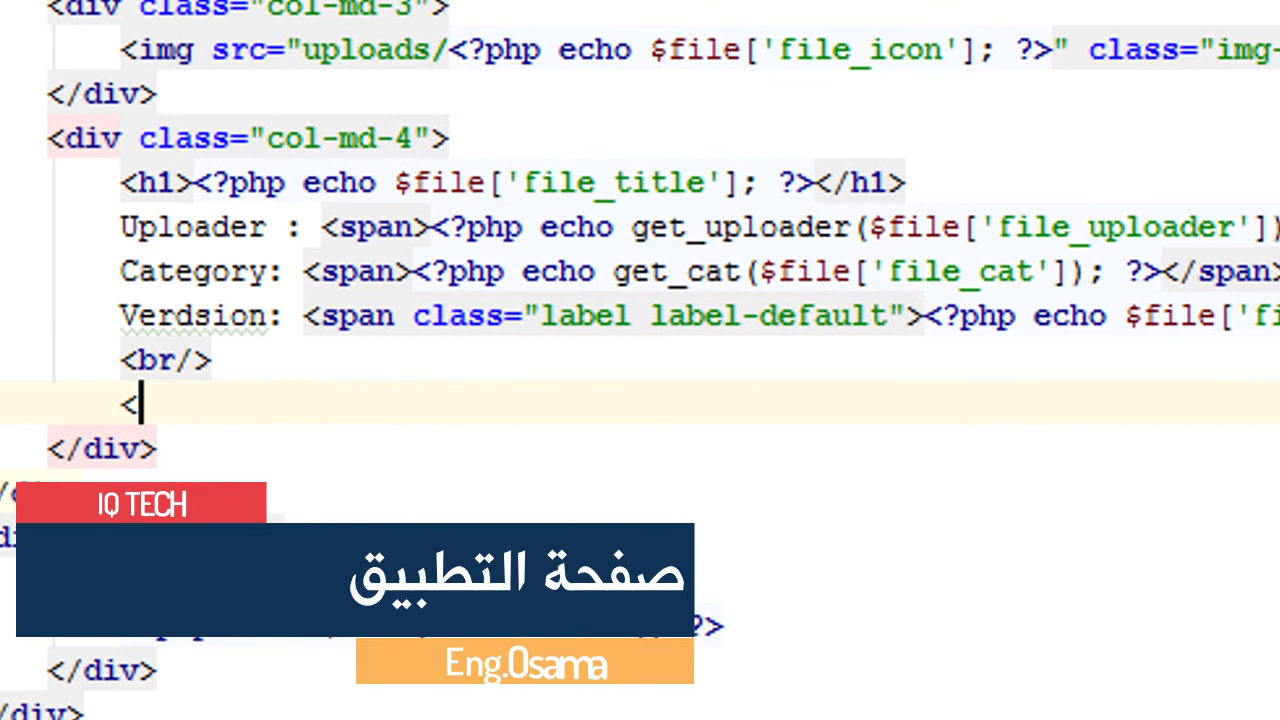 <div class="col-md-3">
<img src="uploads/<?php echo $file['file_icon']; ?>" class="img-
</div>
<div class="col-md-4">
<h1><?php echo $file['file_title']; ?></h1>
Uploader : <span><?php echo get_uploader($file['file_uploader'])
Category: <span><?php echo get_cat($file['file_cat']); ?></span>
Verdsion: <span class="label label-default"><?php echo $file['fi
<br/>
<
</div>
IQ TECH
صفحة التطبيق
?>
Eng.Osama
</div>
/div>